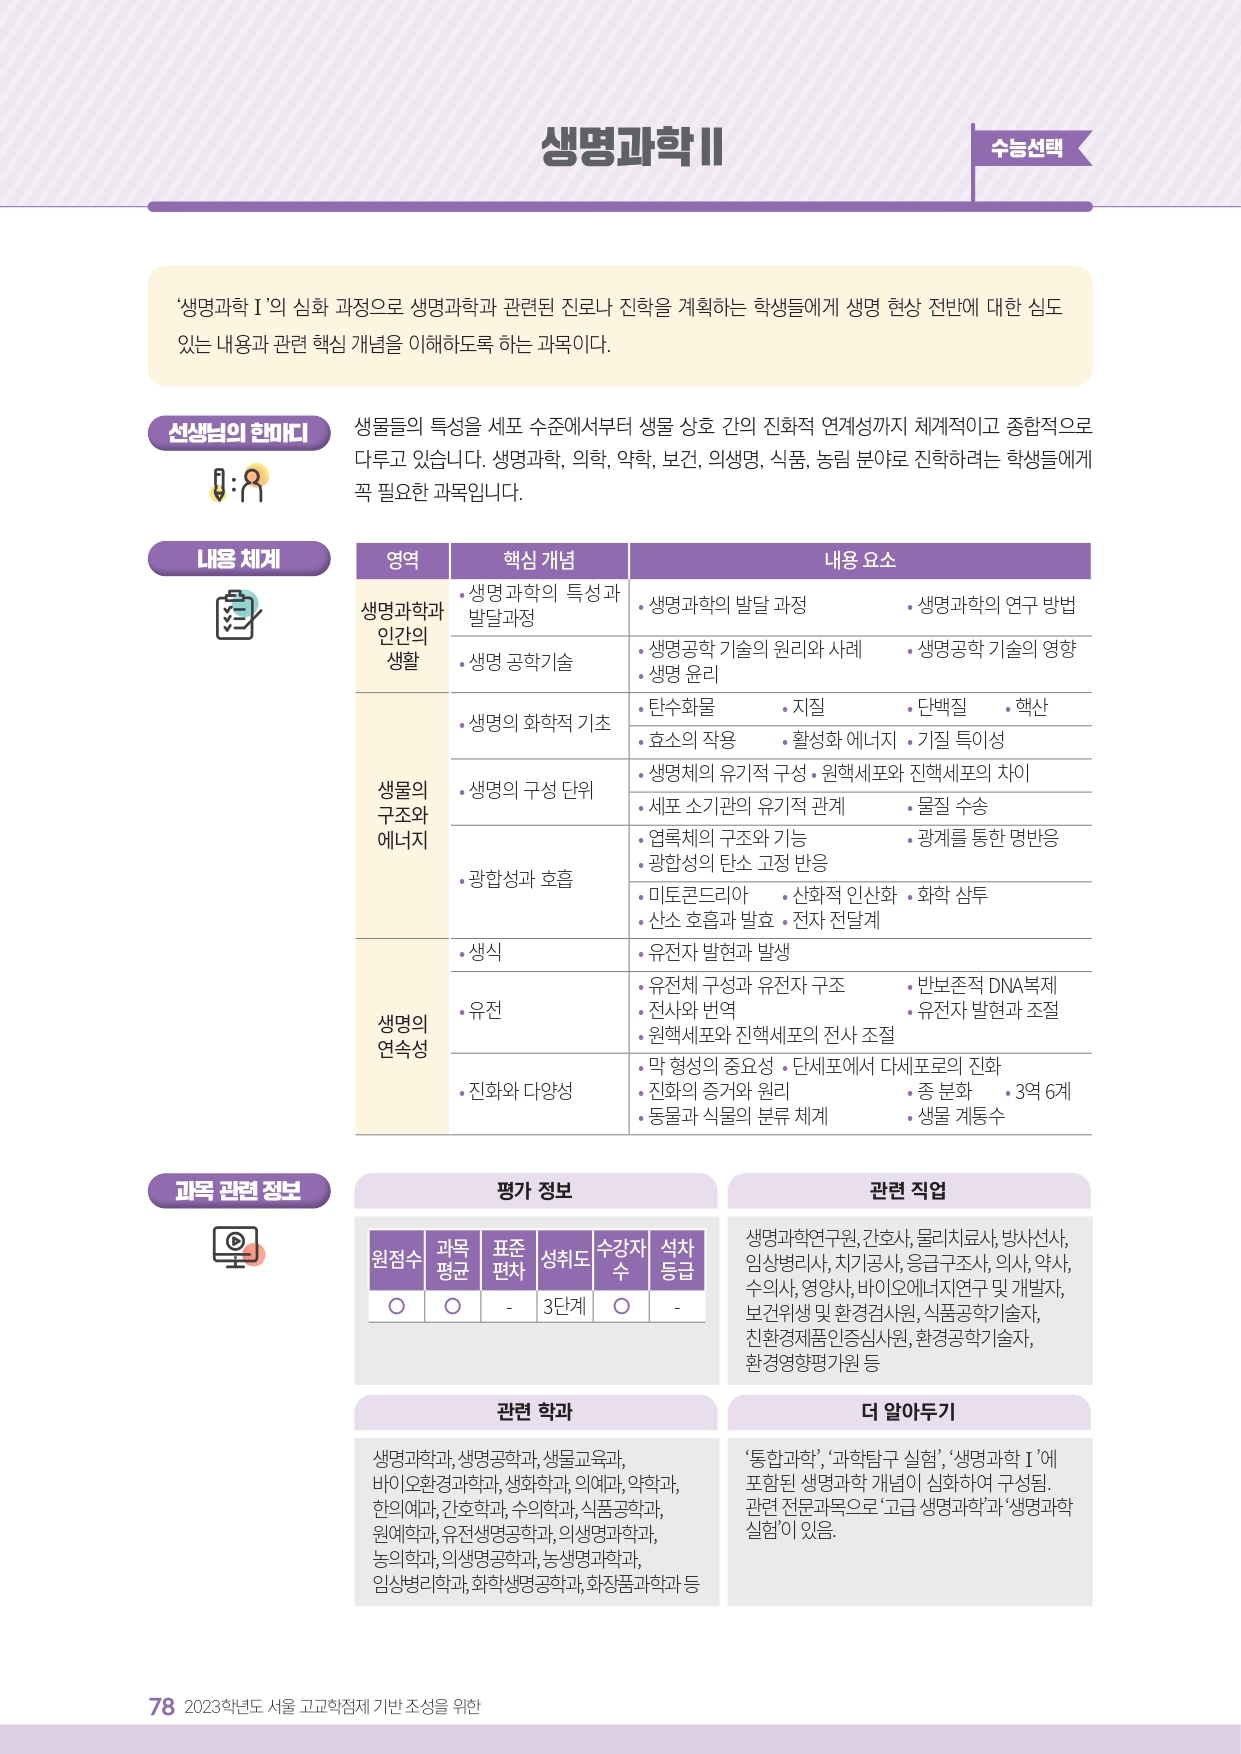 생명과학Ⅱ
수능선택
‘생명과학Ⅰ’의 심화 과정으로 생명과학과 관련된 진로나 진학을 계획하는 학생들에게 생명 현상 전반에 대한 심도
있는 내용과 관련 핵심 개념을 이해하도록 하는 과목이다.
선생님의 한마디
생물들의 특성을 세포 수준에서부터 생물 상호 간의 진화적 연계성까지 체계적이고 종합적으로
다루고 있습니다. 생명과학, 의학, 약학, 보건, 의생명, 식품, 농림 분야로 진학하려는 학생들에게
꼭 필요한 과목입니다.
내용 체계
영역 핵심 개념 내용 요소
생명과학과
인간의
생활
• 생명과학의 특성과
발달과정
• 생명과학의 발달 과정 • 생명과학의 연구 방법
• 생명 공학기술
• 생명공학 기술의 원리와 사례 • 생명공학 기술의 영향
• 생명 윤리
생물의
구조와
에너지
• 생명의 화학적 기초
• 탄수화물 • 지질 • 단백질 • 핵산
• 효소의 작용 • 활성화 에너지 • 기질 특이성
• 생명의 구성 단위
• 생명체의 유기적 구성 • 원핵세포와 진핵세포의 차이
• 세포 소기관의 유기적 관계 • 물질 수송
• 광합성과 호흡
• 엽록체의 구조와 기능 • 광계를 통한 명반응
• 광합성의 탄소 고정 반응
• 미토콘드리아 • 산화적 인산화 • 화학 삼투
• 산소 호흡과 발효 • 전자 전달계
생명의
연속성
• 생식
• 유전자 발현과 발생
• 유전
• 유전체 구성과 유전자 구조 • 반보존적 DNA복제
• 전사와 번역 • 유전자 발현과 조절
• 원핵세포와 진핵세포의 전사 조절
• 진화와 다양성
• 막 형성의 중요성 • 단세포에서 다세포로의 진화
• 진화의 증거와 원리 • 종 분화 • 3역 6계
• 동물과 식물의 분류 체계 • 생물 계통수
과목 관련 정보
평가 정보
원점수 과목 평균 표준 편차 성취도 수강자 수 석차 등급
○ ○ - 3단계 ○ -
관련 직업
생명과학연구원, 간호사, 물리치료사, 방사선사,
임상병리사, 치기공사, 응급구조사, 의사, 약사,
수의사, 영양사, 바이오에너지연구 및 개발자,
보건위생 및 환경검사원, 식품공학기술자,
친환경제품인증심사원, 환경공학기술자,
환경영향평가원 등
관련 학과
생명과학과, 생명공학과, 생물교육과,
바이오환경과학과, 생화학과, 의예과, 약학과,
한의예과, 간호학과, 수의학과, 식품공학과,
원예학과, 유전생명공학과, 의생명과학과,
농의학과, 의생명공학과, 농생명과학과,
임상병리학과, 화학생명공학과, 화장품과학과 등
더 알아두기
‘통합과학’, ‘과학탐구 실험’, ‘생명과학Ⅰ’에
포함된 생명과학 개념이 심화하여 구성됨.
관련 전문과목으로 ‘고급 생명과학’과 ‘생명과학
실험’이 있음.
78 2023학년도 서울 고교학점제 기반 조성을 위한